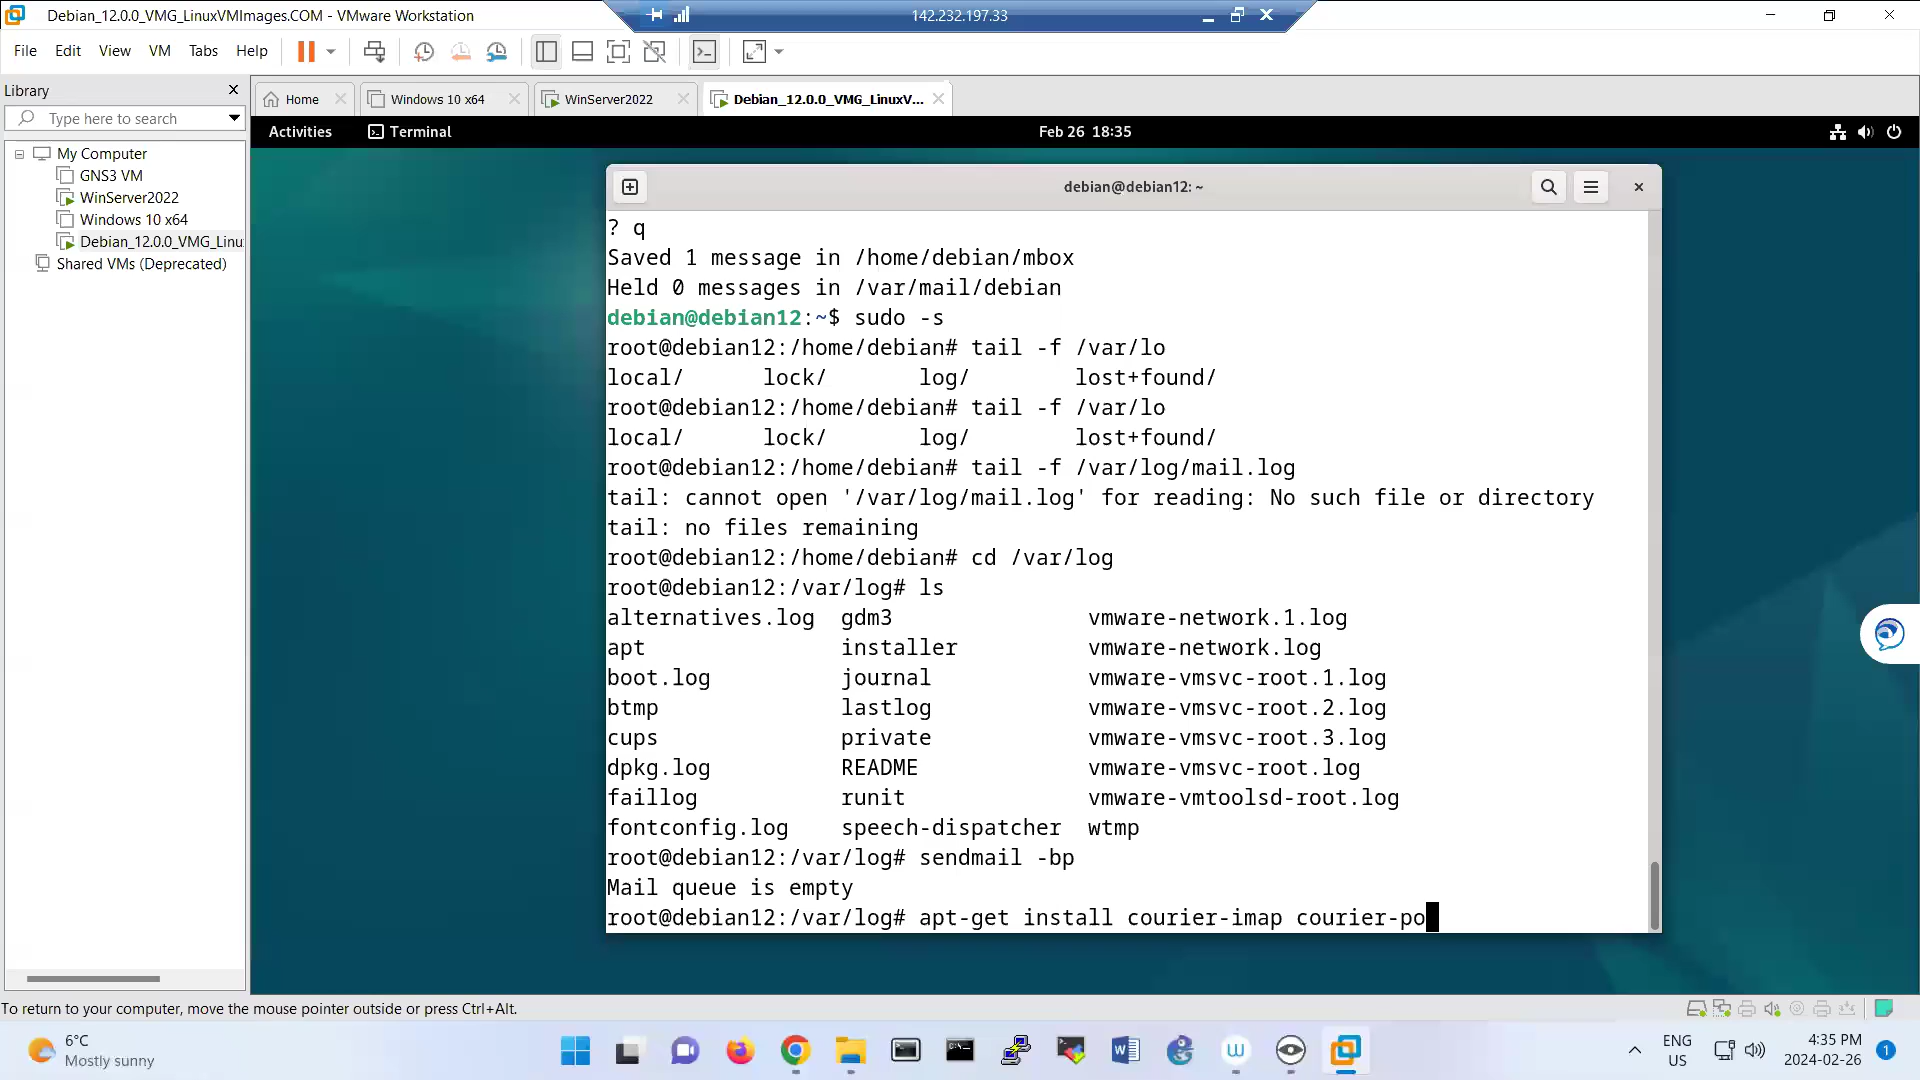 Debian_12.0.0_VMG_LinuxVMImages.COM - VMware Workstation
142.232.197.33
File Edit View VM Tabs Help
Library
Type here to search
My Computer
GNS3 VM
WinServer2022
Windows 10 x64
Debian_12.0.0_VMG_Linu
Shared VMs (Deprecated)
Home
Windows 10 x64
WinServer2022
Debian_12.0.0_VMG_LinuxV...
Activities
Terminal
Feb 26 18:35
debian@debian12: ~
? q
Saved 1 message in /home/debian/mbox
Held 0 messages in /var/mail/debian
debian@debian12:~$ sudo -s
root@debian12:/home/debian# tail -f /var/lo
local/ lock/ log/ lost+found/
root@debian12:/home/debian# tail -f /var/lo
local/ lock/ log/ lost+found/
root@debian12:/home/debian# tail -f /var/log/mail.log
tail: cannot open '/var/log/mail.log' for reading: No such file or directory
tail: no files remaining
root@debian12:/home/debian# cd /var/log
root@debian12:/var/log# ls
alternatives.log gdm3 vmware-network.1.log
apt installer vmware-network.log
boot.log journal vmware-vmsvc-root.1.log
btmp lastlog vmware-vmsvc-root.2.log
cups private vmware-vmsvc-root.3.log
dpkg.log README vmware-vmsvc-root.log
faillog runit vmware-vmtoolsd-root.log
fontconfig.log speech-dispatcher wtmp
root@debian12:/var/log# sendmail -bp
Mail queue is empty
root@debian12:/var/log# apt-get install courier-imap courier-po
To return to your computer, move the mouse pointer outside or press Ctrl+Alt.
6°C
Mostly sunny
ENG
US
4:35 PM
2024-02-26
1